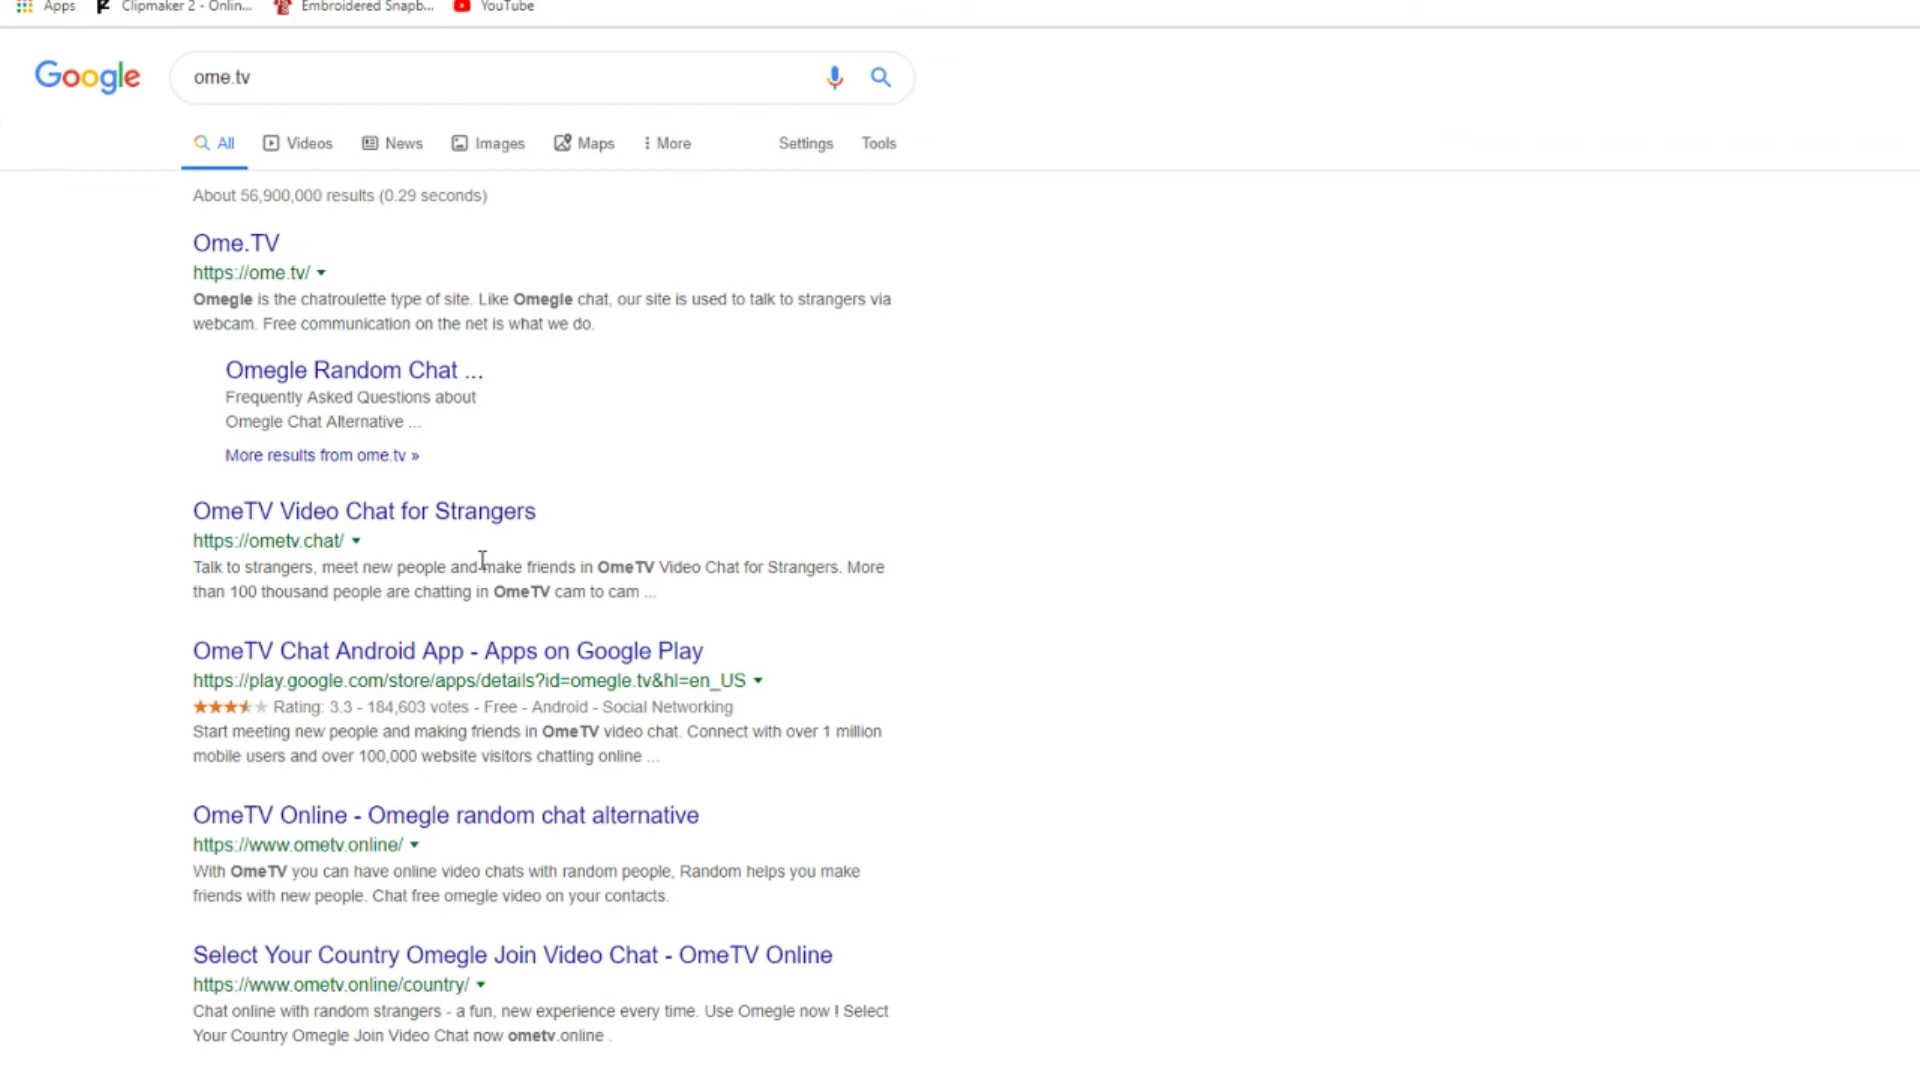 Apps Clipmaker 2 - Onlin... Embroidered Snapb... YouTube
Google ome.tv
All Videos News Images Maps More Settings Tools
About 56,900,000 results (0.29 seconds)
Ome.TV
https://ome.tv/
Omegle is the chatroulette type of site. Like Omegle chat, our site is used to talk to strangers via
webcam. Free communication on the net is what we do.
Omegle Random Chat ...
Frequently Asked Questions about
Omegle Chat Alternative ...
More results from ome.tv »
OmeTV Video Chat for Strangers
https://ometv.chat/
Talk to strangers, meet new people and make friends in OmeTV Video Chat for Strangers. More
than 100 thousand people are chatting in OmeTV cam to cam ...
OmeTV Chat Android App - Apps on Google Play
https://play.google.com/store/apps/details?id=omegle.tv&hl=en_US
Rating: 3.3 - 184,603 votes - Free - Android - Social Networking
Start meeting new people and making friends in OmeTV video chat. Connect with over 1 million
mobile users and over 100,000 website visitors chatting online ...
OmeTV Online - Omegle random chat alternative
https://www.ometv.online/
With OmeTV you can have online video chats with random people, Random helps you make
friends with new people. Chat free omegle video on your contacts.
Select Your Country Omegle Join Video Chat - OmeTV Online
https://www.ometv.online/country/
Chat online with random strangers - a fun, new experience every time. Use Omegle now ! Select
Your Country Omegle Join Video Chat now ometv.online .